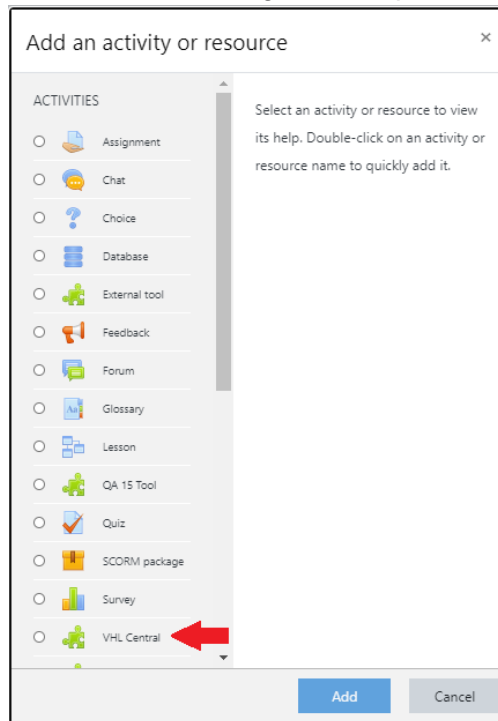 Add an activity or resource
×
ACTIVITIES
Assignment
Chat
Choice
Database
External tool
Feedback
Forum
Glossary
Lesson
QA 15 Tool
Quiz
SCORM package
Survey
VHL Central
Select an activity or resource to view
its help. Double-click on an activity or
resource name to quickly add it.
Add
Cancel